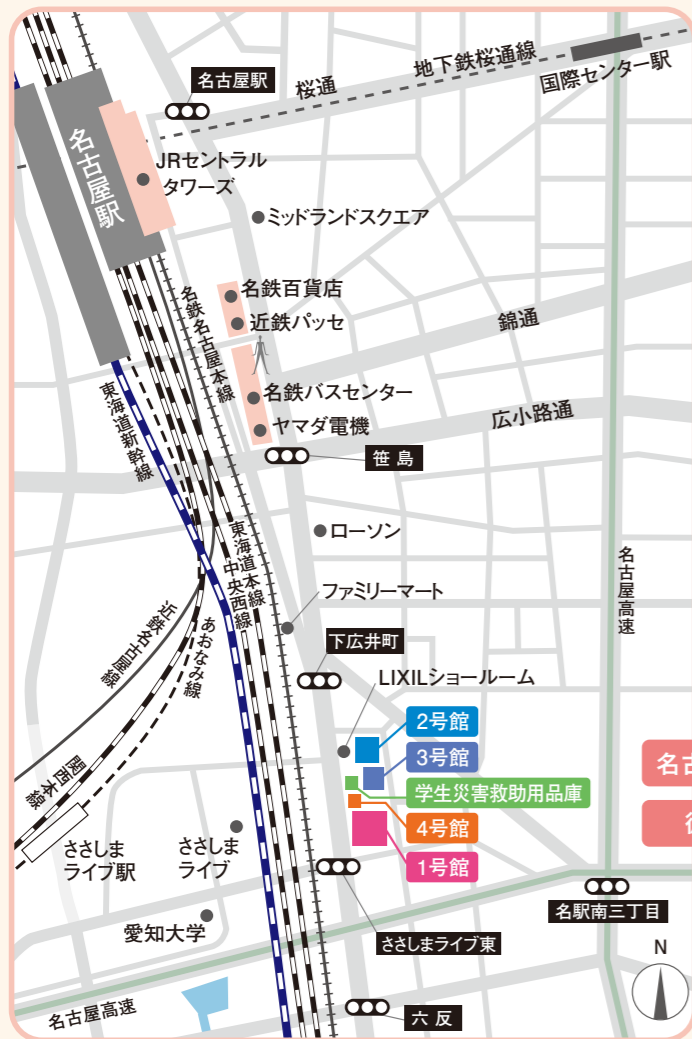 名古屋駅
桜通
地下鉄桜通線
国際センター駅
名古屋駅
JRセントラル
タワーズ
ミッドランドスクエア
名鉄百貨店
近鉄パッセ
名鉄名古屋本線
錦通
名鉄バスセンター
ヤマダ電機
広小路通
笹島
東海道新幹線
ローソン
東海道本線
中央西線
名古屋高速
ファミリーマート
近鉄名古屋線
あおなみ線
下広井町
LIXILショールーム
2号館
3号館
学生災害救助用品庫
4号館
1号館
名古
関西本線
ささしま
ライブ駅
ささしま
ライブ
愛知大学
ささしまライブ東
名駅南三丁目
N
名古屋高速
六反